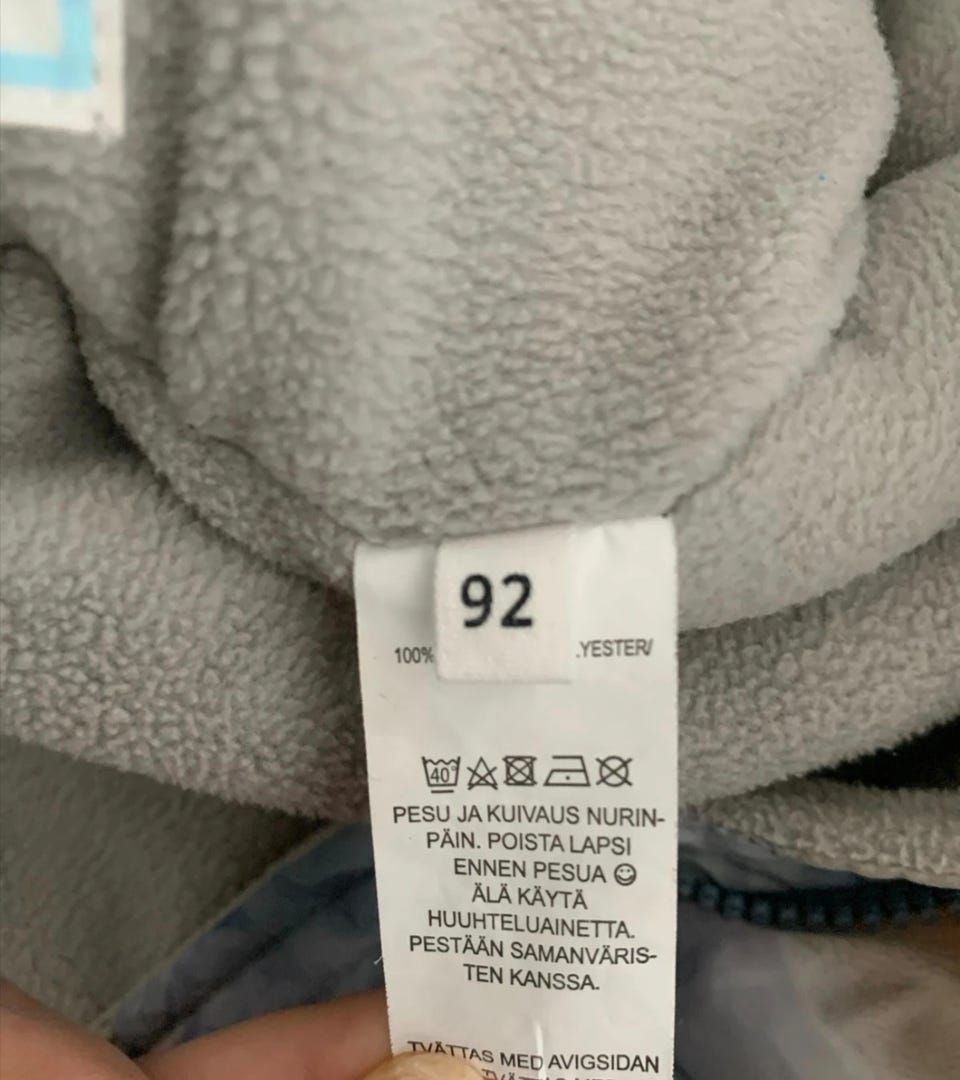 92
100% .YESTER/
40°
PESU JA KUIVAUS NURIN-
PÄIN. POISTA LAPSI
ENNEN PESUA ☺
ÄLÄ KÄYTÄ
HUUHTELUAINETTA.
PESTÄÄN SAMANVÄRIS-
TEN KANSSA.
TVÄTTAS MED AVIGSIDAN